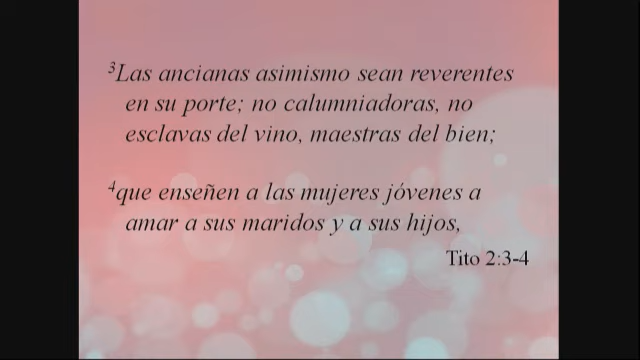 ³Las ancianas asimismo sean reverentes
en su porte; no calumniadoras, no
esclavas del vino, maestras del bien;
⁴que enseñen a las mujeres jóvenes a
amar a sus maridos y a sus hijos,
Tito 2:3-4